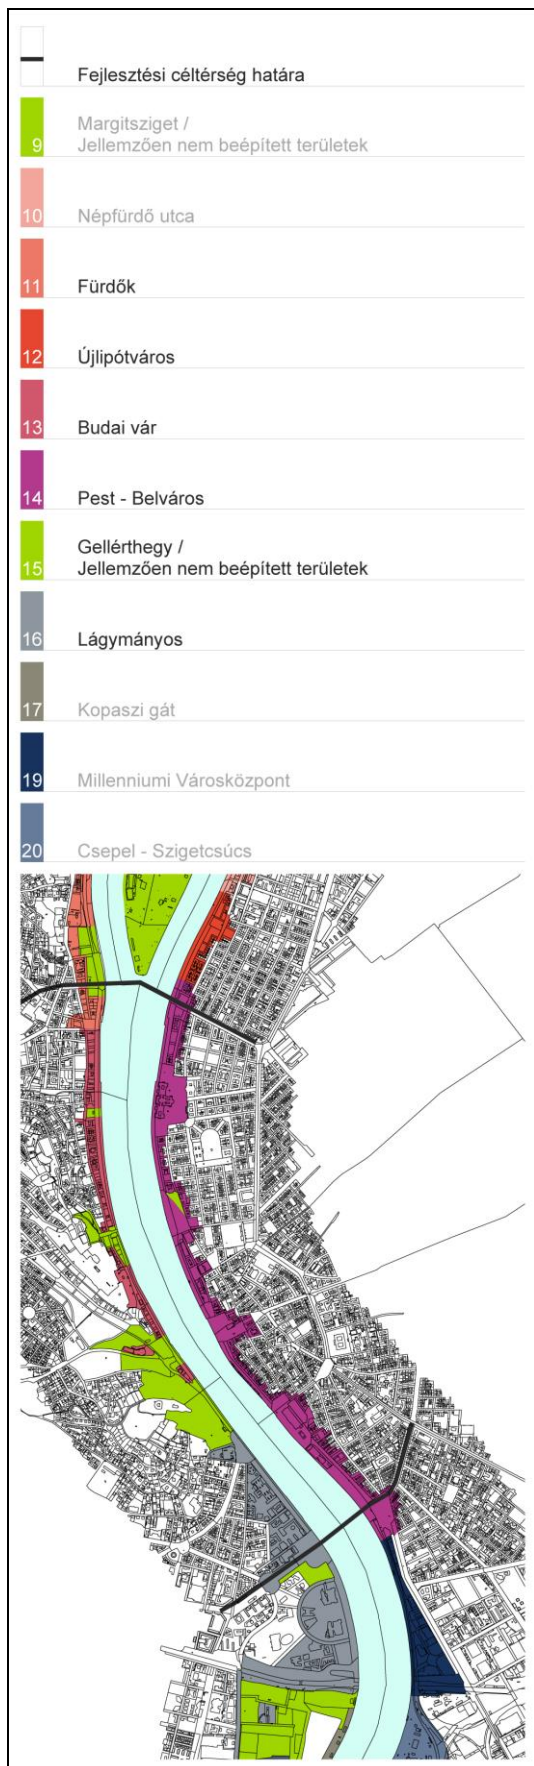 Fejlesztési céltérség határa
Margitsziget /
9 Jellemzően nem beépített területek
10 Népfürdő utca
11 Fürdők
12 Újlipótváros
13 Budai vár
14 Pest - Belváros
Gellérthegy /
15 Jellemzően nem beépített területek
16 Lágymányos
17 Kopaszi gát
19 Millenniumi Városközpont
20 Csepel - Szigetcsúcs